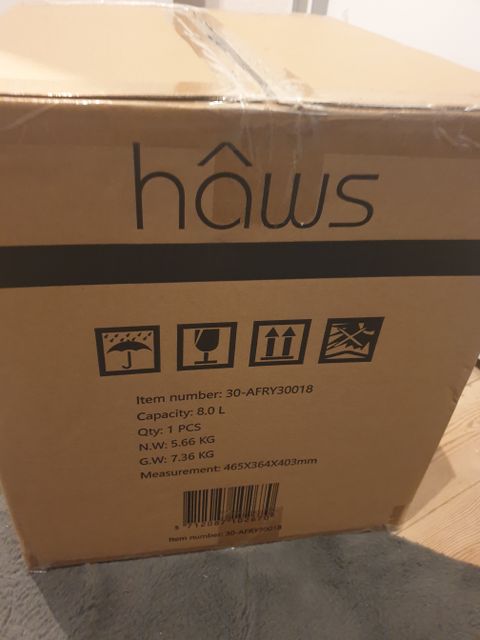 hâws
Item number: 30-AFRY30018
Capacity: 8.0 L
Qty: 1 PCS
N.W: 5.66 KG
G.W: 7.36 KG
Measurement: 465X364X403mm
Item number: 30-AFRY30018